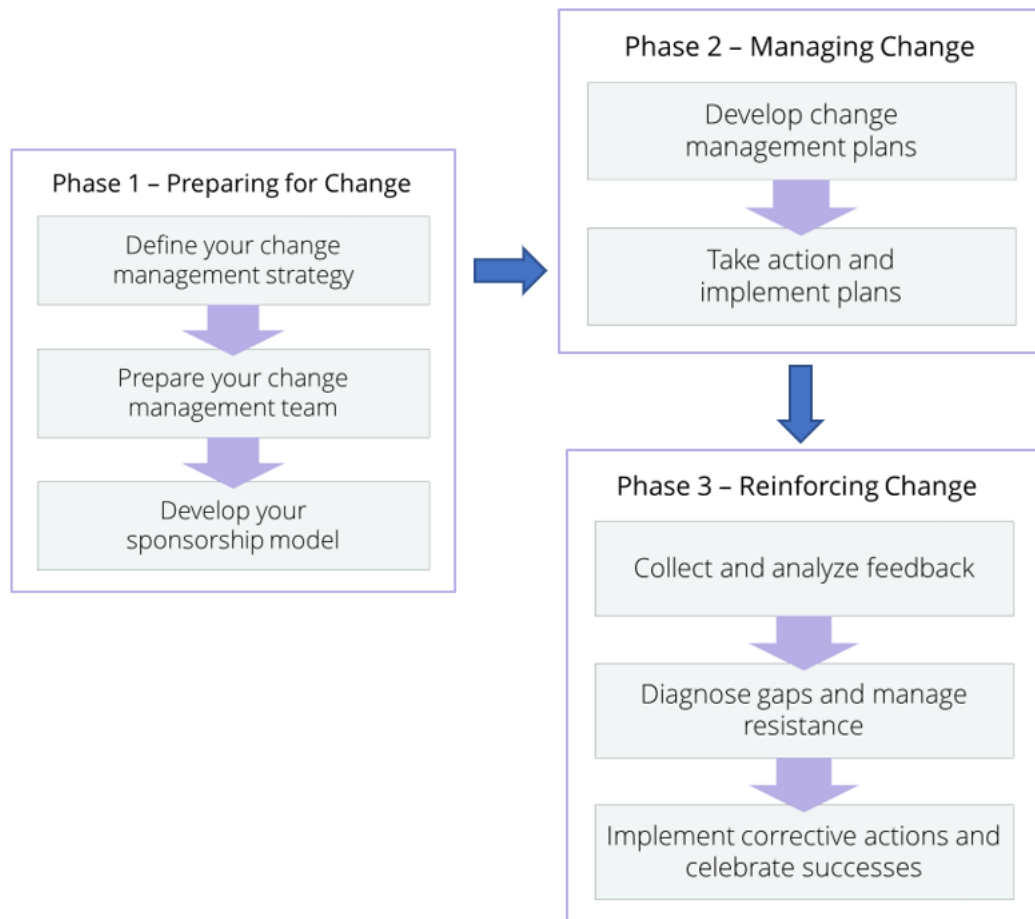 Phase 1 – Preparing for Change
Define your change
management strategy
Prepare your change
management team
Develop your
sponsorship model
Phase 2 – Managing Change
Develop change
management plans
Take action and
implement plans
Phase 3 – Reinforcing Change
Collect and analyze feedback
Diagnose gaps and manage
resistance
Implement corrective actions and
celebrate successes